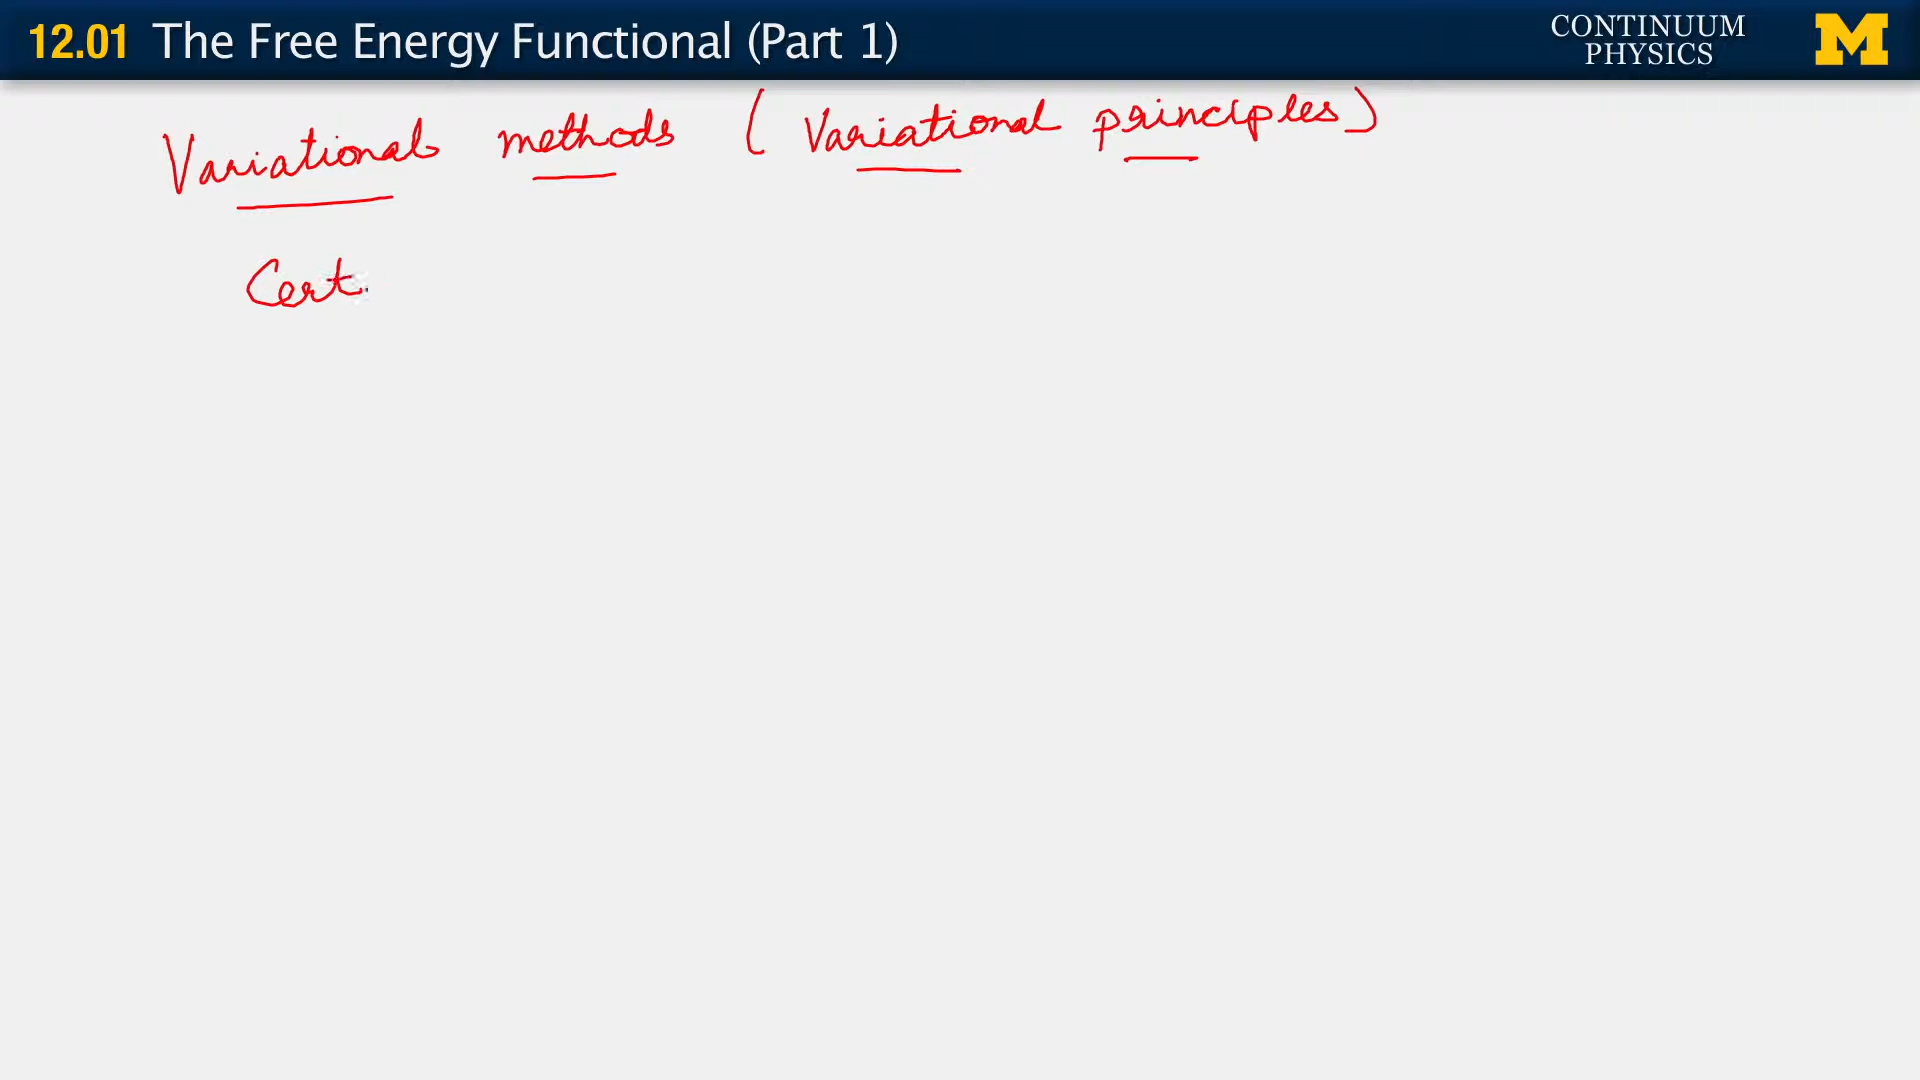 12.01 The Free Energy Functional (Part 1)
CONTINUUM
PHYSICS
M
Variational methods (Variational principles)
Cert